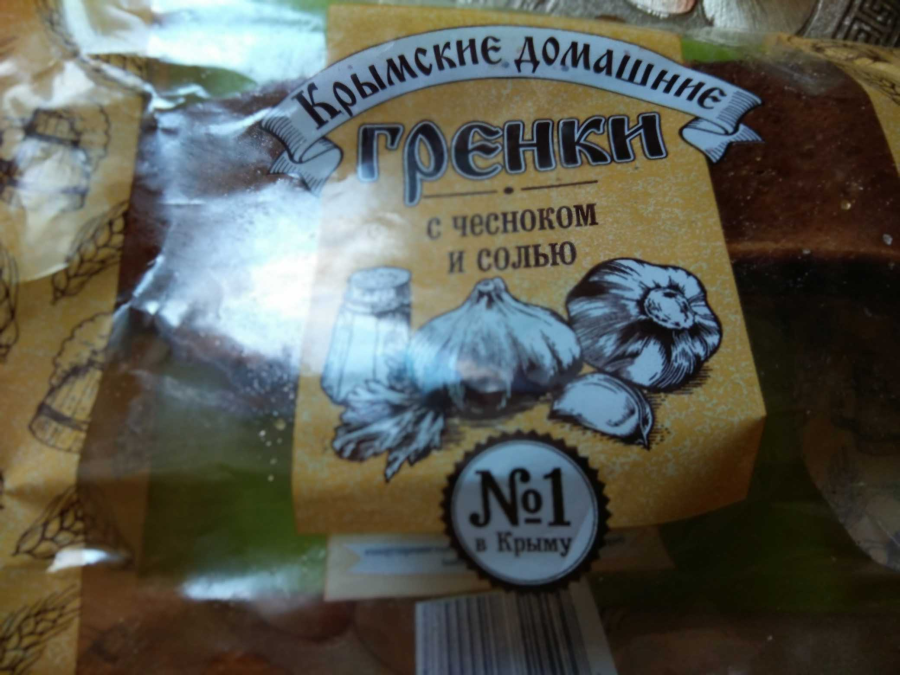 Крымские домашние
гренки
с чесноком
и солью
№1
в Крыму